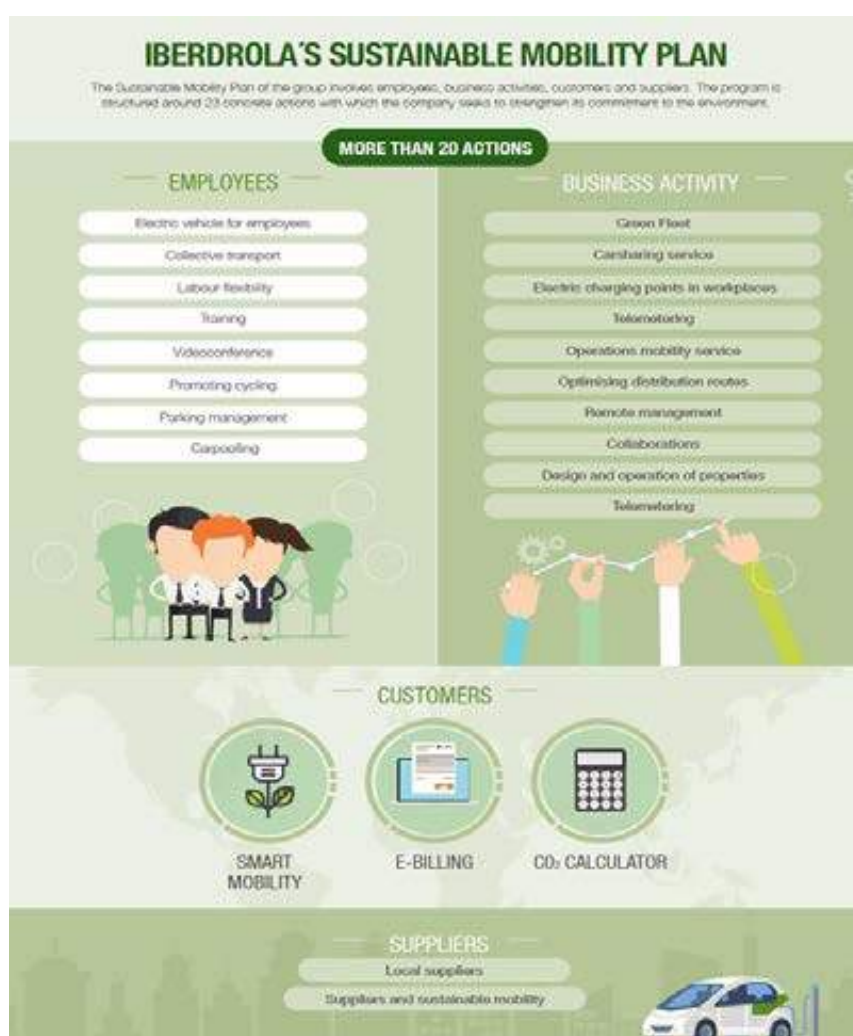 IBERDROLA´S SUSTAINABLE MOBILITY PLAN
The Sustainable Mobility Plan of the group involves employees, business activities, customers and suppliers. The program is
structured around 23 concrete actions with which the company seeks to strengthen its commitment to the environment.
MORE THAN 20 ACTIONS
EMPLOYEES
Electric vehicle for employees
Collective transport
Labour flexibility
Training
Videoconference
Promoting cycling
Parking management
Carpooling
BUSINESS ACTIVITY
Green Fleet
Carsharing service
Electric charging points in workplaces
Telemetering
Operations mobility service
Optimising distribution routes
Remote management
Collaborations
Design and operation of properties
Telemetering
CUSTOMERS
SMART
MOBILITY
E-BILLING
CO₂ CALCULATOR
SUPPLIERS
Local suppliers
Suppliers and sustainable mobility